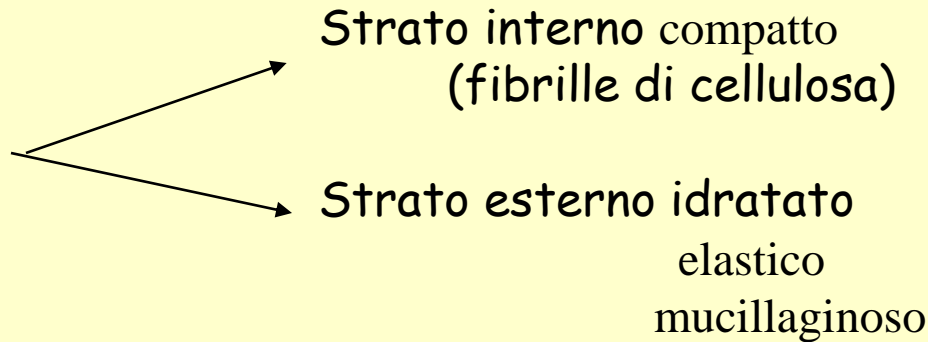 Strato interno compatto
(fibrille di cellulosa)
Strato esterno idratato
elastico
mucillaginoso